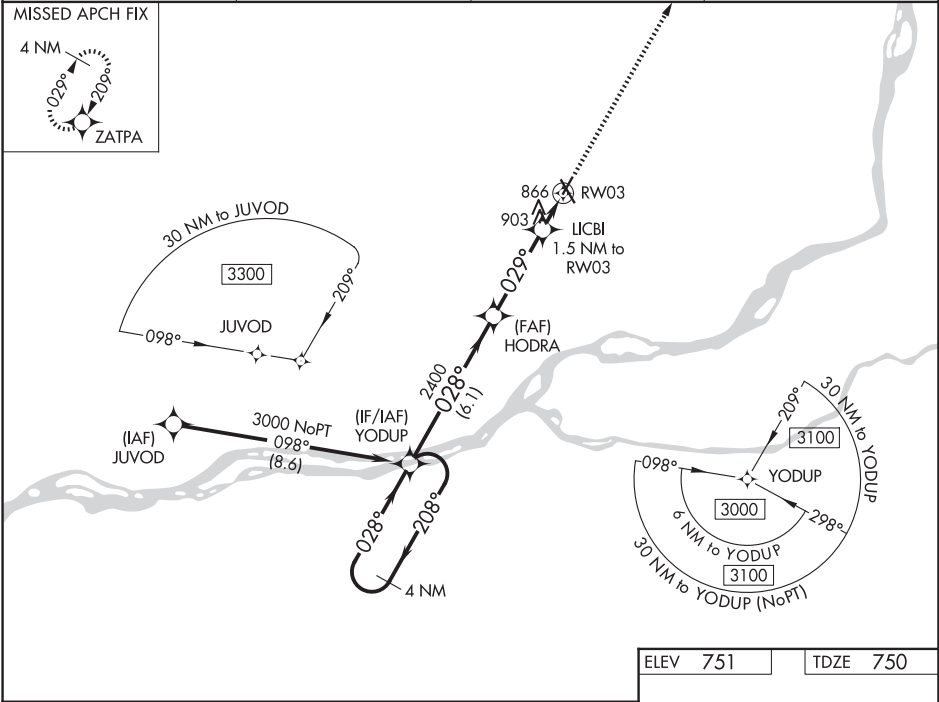 MISSED APCH FIX
4 NM
029°
209°
ZATPA
866
RW03
903
LICBI
1.5 NM to
RW03
30 NM to JUVOD
3300
209°
098°
JUVOD
029°
(FAF)
HODRA
2400
028°
(6.1)
(IAF)
JUVOD
3000 NoPT
098°
(8.6)
(IF/IAF)
YODUP
028°
208°
4 NM
30 NM to YODUP
209°
3100
098°
YODUP
3000
298°
6 NM to YODUP
3100
30 NM to YODUP (NoPT)
ELEV 751
TDZE 750